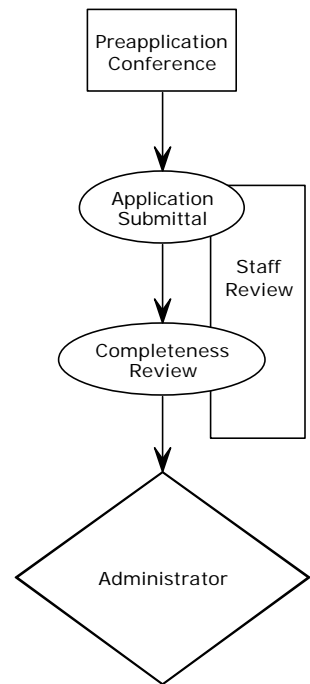 Preapplication
Conference
Application
Submittal
Staff
Review
Completeness
Review
Administrator